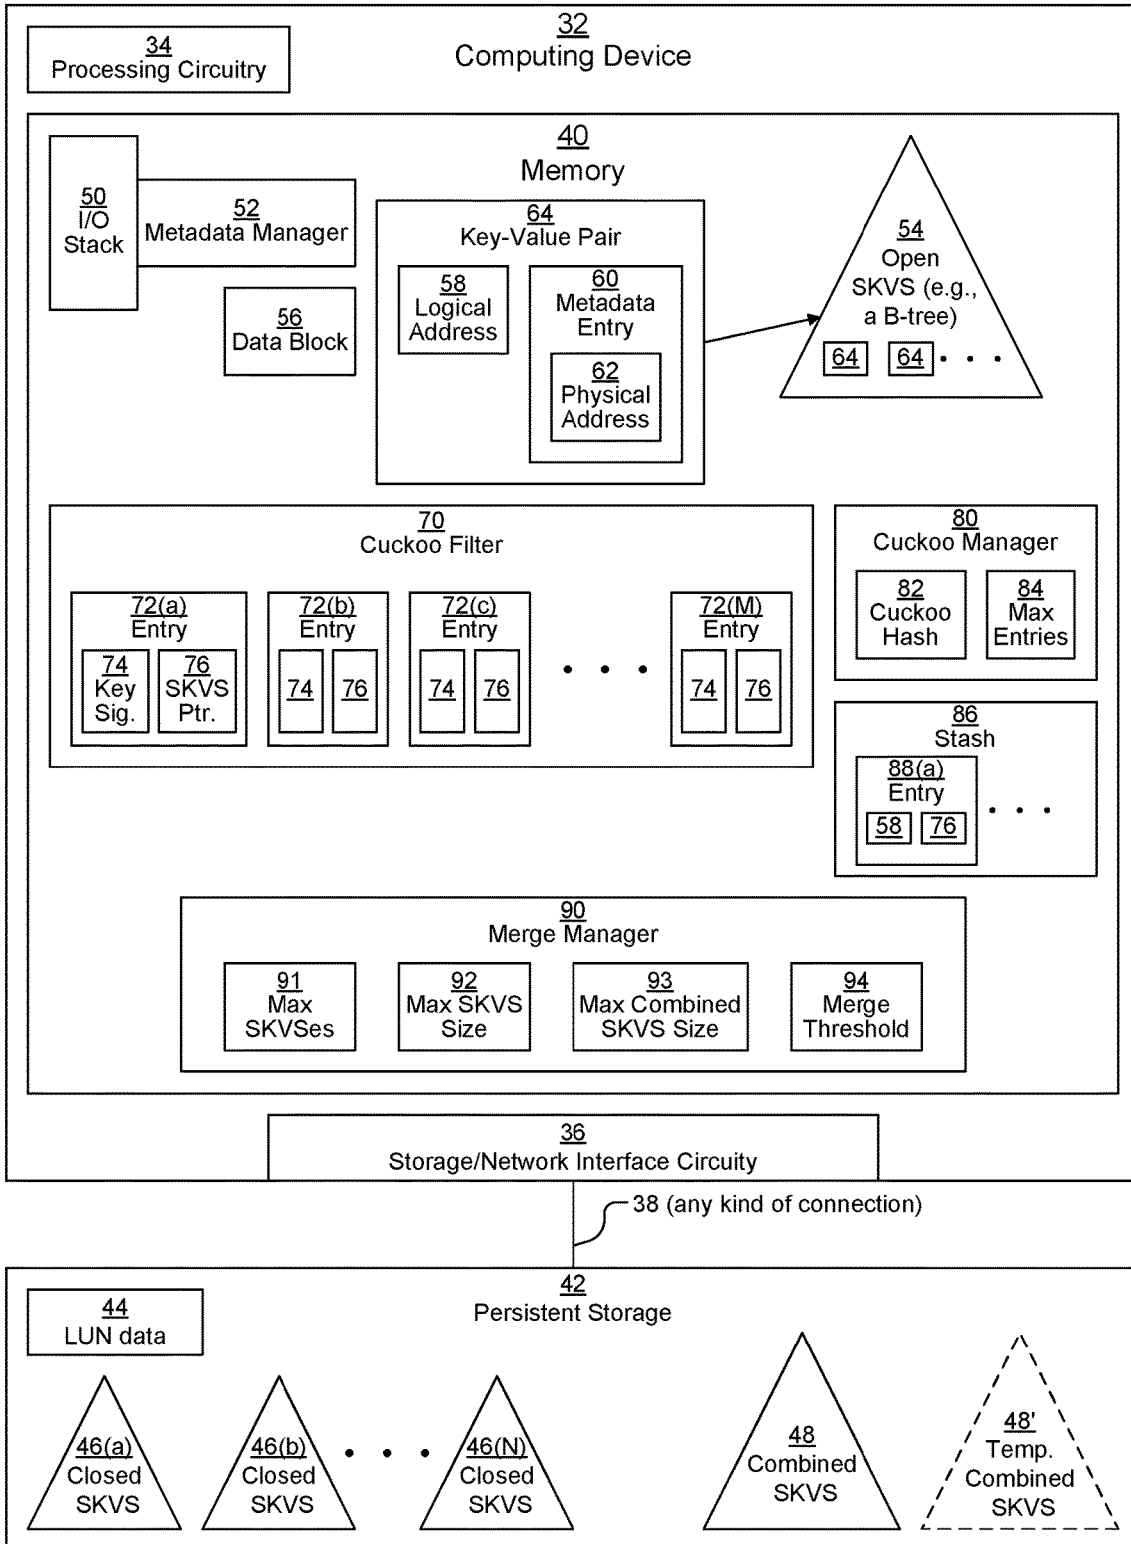 32
Computing Device
34
Processing Circuitry
40
Memory
50
I/O
Stack
52
Metadata Manager
56
Data Block
64
Key-Value Pair
58
Logical
Address
60
Metadata
Entry
62
Physical
Address
54
Open
SKVS (e.g.,
a B-tree)
64 64
70
Cuckoo Filter
72(a)
Entry
74
Key
Sig.
76
SKVS
Ptr.
72(b)
Entry
74 76
72(c)
Entry
74 76
72(M)
Entry
74 76
80
Cuckoo Manager
82
Cuckoo
Hash
84
Max
Entries
86
Stash
88(a)
Entry
58 76
90
Merge Manager
91
Max
SKVSes
92
Max SKVS
Size
93
Max Combined
SKVS Size
94
Merge
Threshold
36
Storage/Network Interface Circuity
38 (any kind of connection)
42
Persistent Storage
44
LUN data
46(a)
Closed
SKVS
46(b)
Closed
SKVS
46(N)
Closed
SKVS
48
Combined
SKVS
48'
Temp.
Combined
SKVS